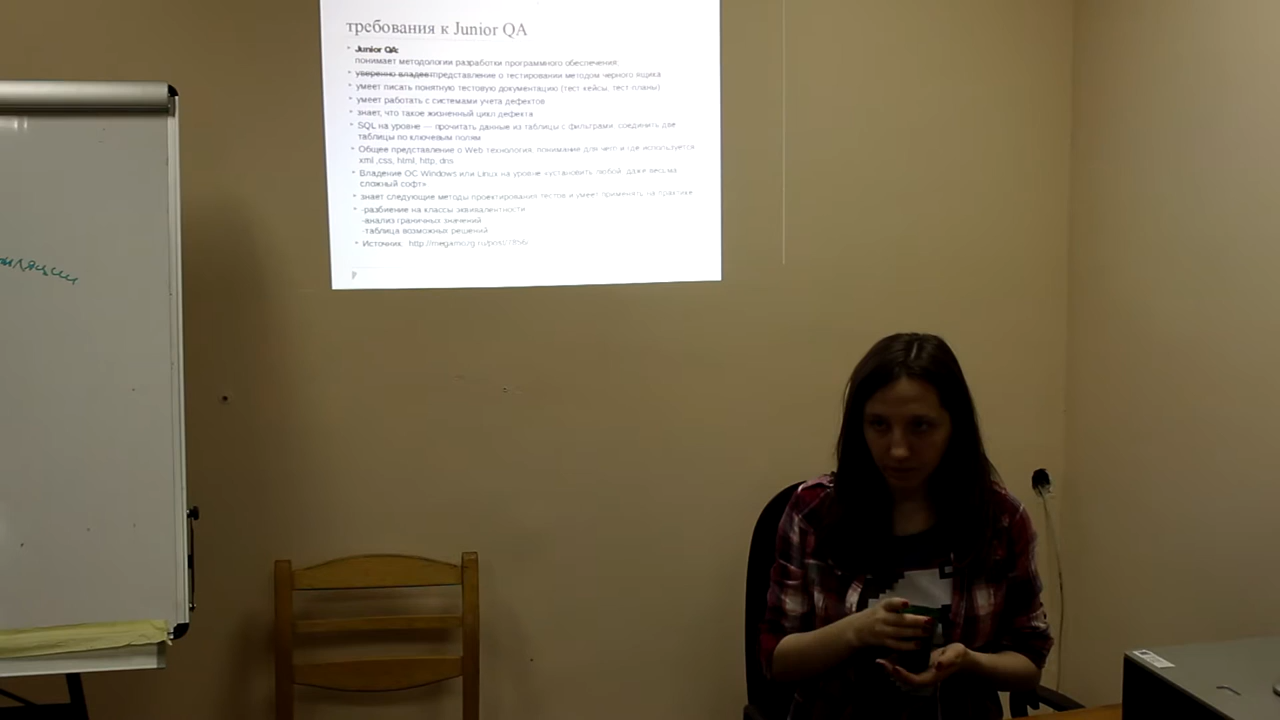 требования к Junior QA
Junior QA:
понимает методологии разработки программного обеспечения;
уверенно владеет представление о тестировании методом черного ящика
умеет писать понятную тестовую документацию (тест кейсы, тест планы)
умеет работать с системами учета дефектов
знает, что такое жизненный цикл дефекта
SQL на уровне — прочитать данные из таблицы с фильтрами, соединить две
таблицы по ключевым полям
Общее представление о Web технология, понимание для чего и где используется
xml ,css, html, http, dns
Владение ОС Windows или Linux на уровне «установить любой, даже весьма
сложный софт»
знает следующие методы проектирования тестов и умеет применять на практике
-разбиение на классы эквивалентности
-анализ граничных значений
-таблица возможных решений
Источник http://megamozg.ru/post/